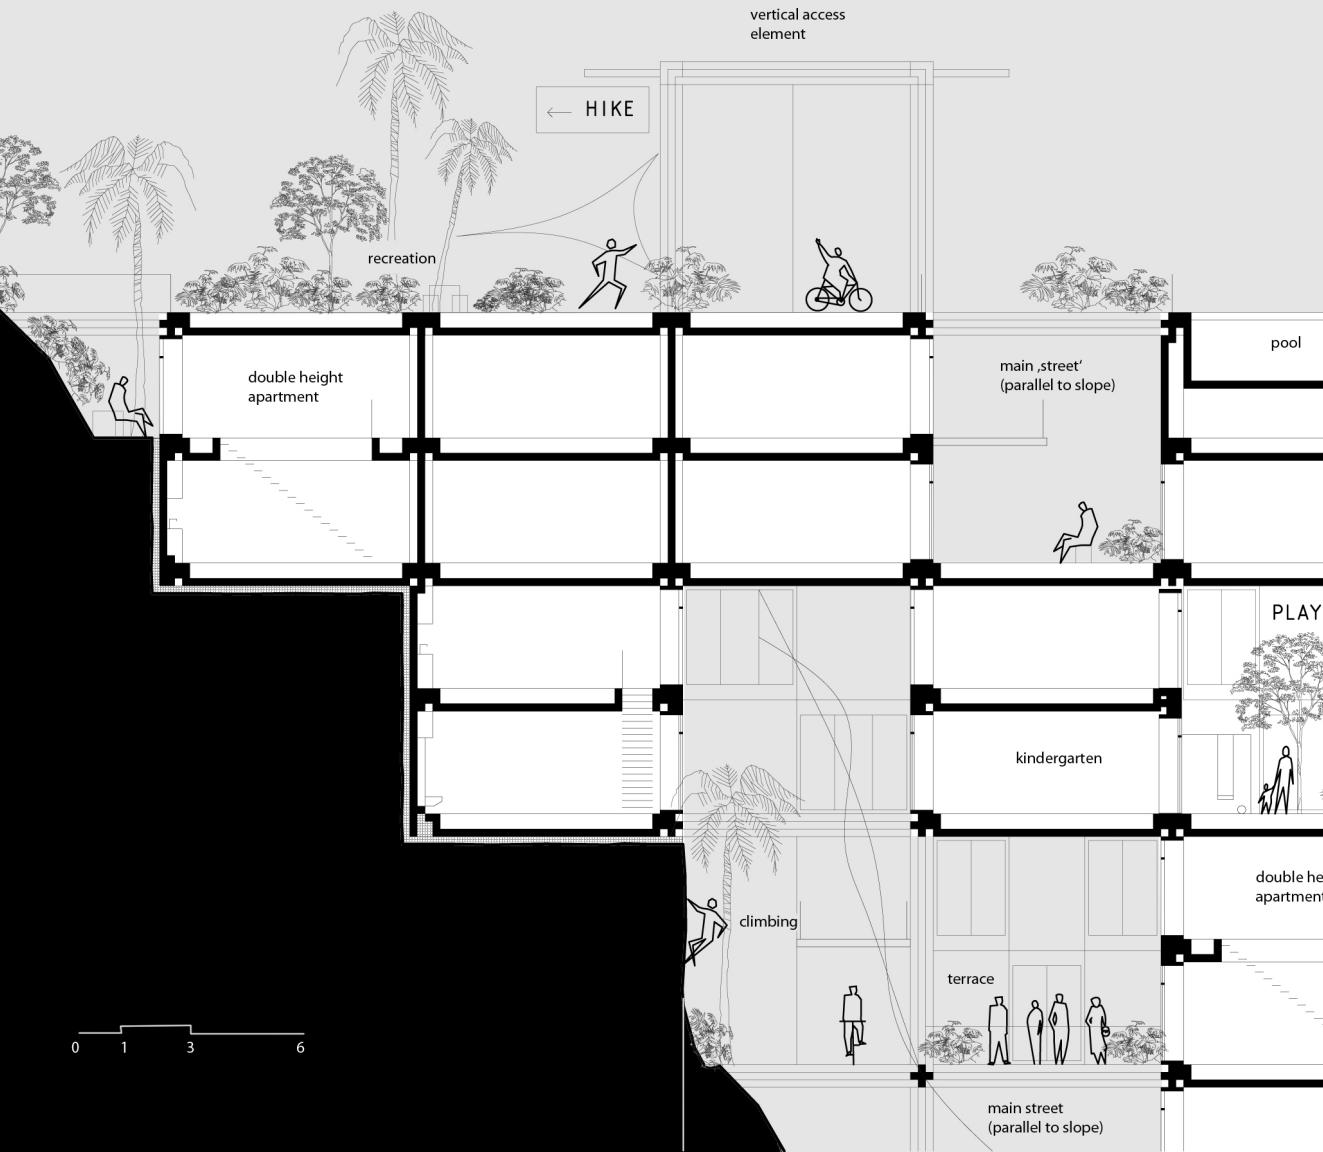 vertical access
element
← HIKE
recreation
double height
apartment
main ‚street‘
(parallel to slope)
pool
PLAY
kindergarten
double he
apartment
climbing
terrace
0 1 3 6
main street
(parallel to slope)